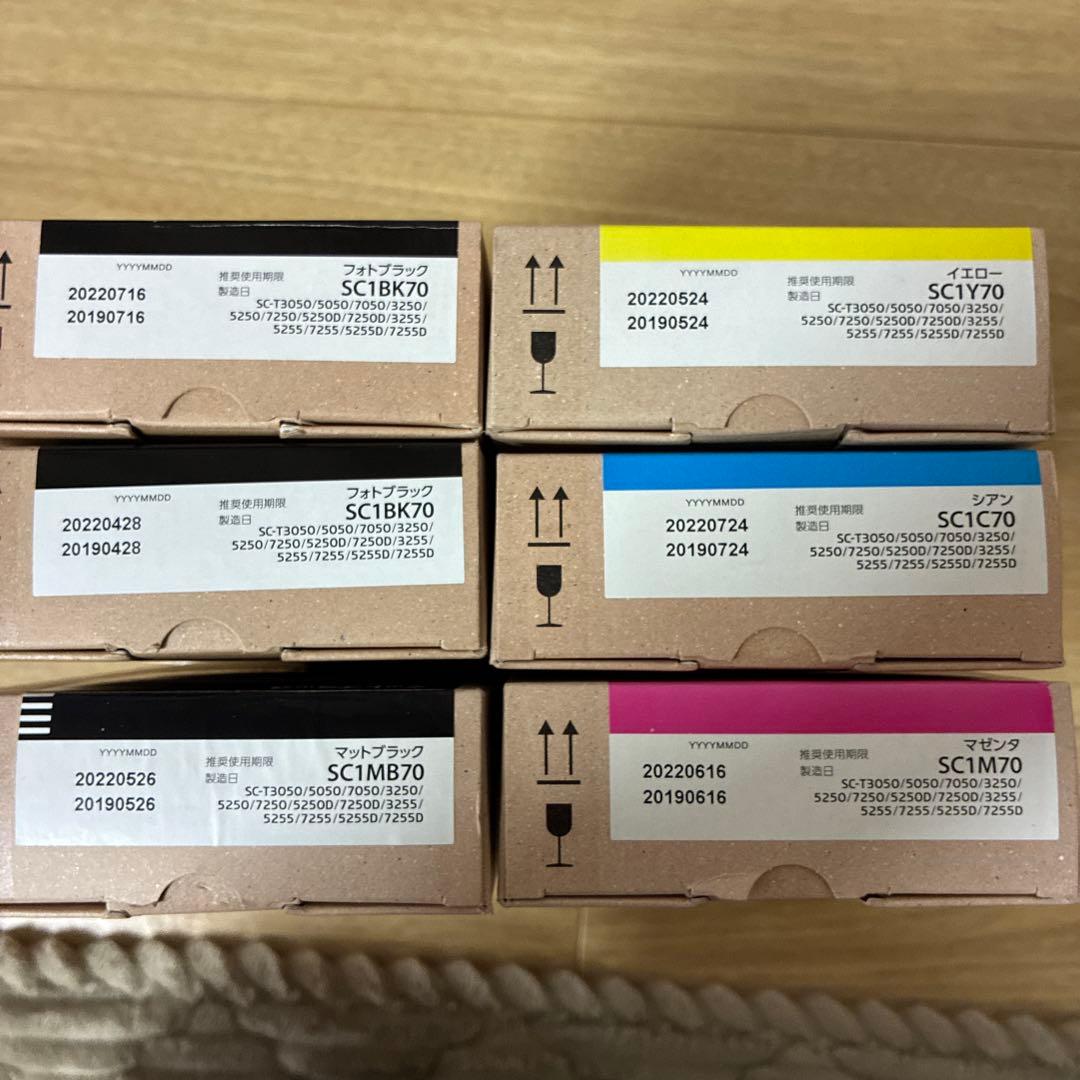 YYYYMMDD
推奨使用期限 フォトブラック
20220716 製造日 SC1BK70
20190716 SC-T3050/5050/7050/3250/
5250/7250/5250D/7250D/3255/
5255/7255/5255D/7255D
YYYYMMDD
推奨使用期限 イエロー
20220524 製造日 SC1Y70
20190524 SC-T3050/5050/7050/3250/
5250/7250/5250D/7250D/3255/
5255/7255/5255D/7255D
YYYYMMDD
推奨使用期限 フォトブラック
20220428 製造日 SC1BK70
20190428 SC-T3050/5050/7050/3250/
5250/7250/5250D/7250D/3255/
5255/7255/5255D/7255D
YYYYMMDD
推奨使用期限 シアン
20220724 製造日 SC1C70
20190724 SC-T3050/5050/7050/3250/
5250/7250/5250D/7250D/3255/
5255/7255/5255D/7255D
YYYYMMDD
推奨使用期限 マットブラック
20220526 製造日 SC1MB70
20190526 SC-T3050/5050/7050/3250/
5250/7250/5250D/7250D/3255/
5255/7255/5255D/7255D
YYYYMMDD
推奨使用期限 マゼンタ
20220616 製造日 SC1M70
20190616 SC-T3050/5050/7050/3250/
5250/7250/5250D/7250D/3255/
5255/7255/5255D/7255D